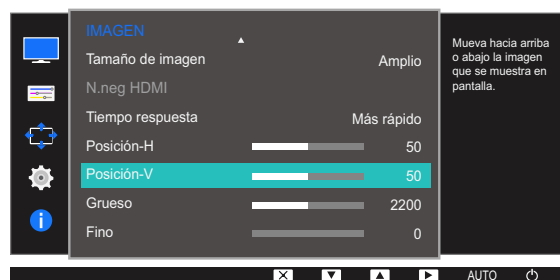 IMAGEN
Tamaño de imagen Amplio
N.neg HDMI
Tiempo respuesta Más rápido
Posición-H 50
Posición-V 50
Grueso 2200
Fino 0
Mueva hacia arriba
o abajo la imagen
que se muestra en
pantalla.
AUTO